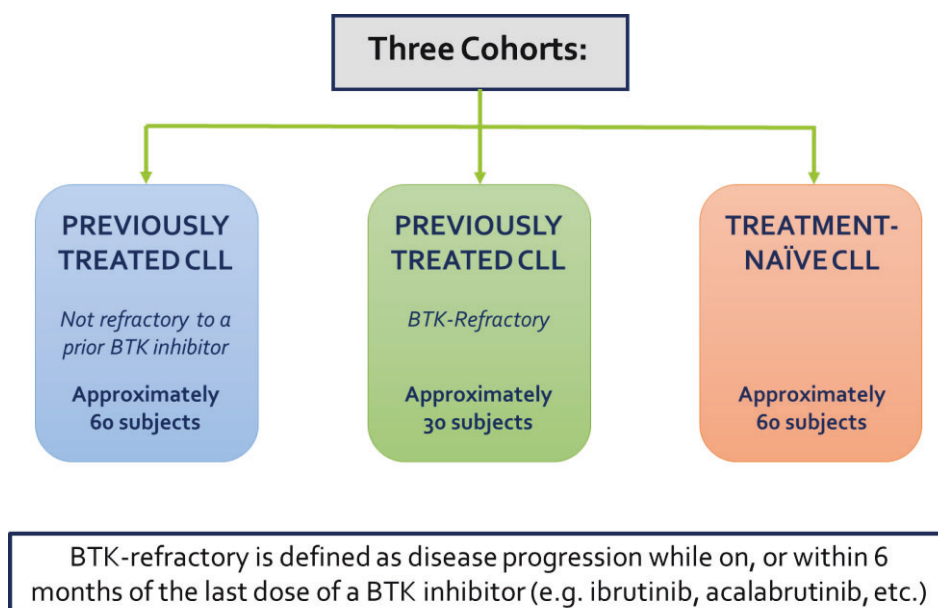 Three Cohorts:
PREVIOUSLY
TREATED CLL
Not refractory to a
prior BTK inhibitor
Approximately
60 subjects
PREVIOUSLY
TREATED CLL
BTK-Refractory
Approximately
30 subjects
TREATMENT-
NAÏVE CLL
Approximately
60 subjects
BTK-refractory is defined as disease progression while on, or within 6
months of the last dose of a BTK inhibitor (e.g. ibrutinib, acalabrutinib, etc.)